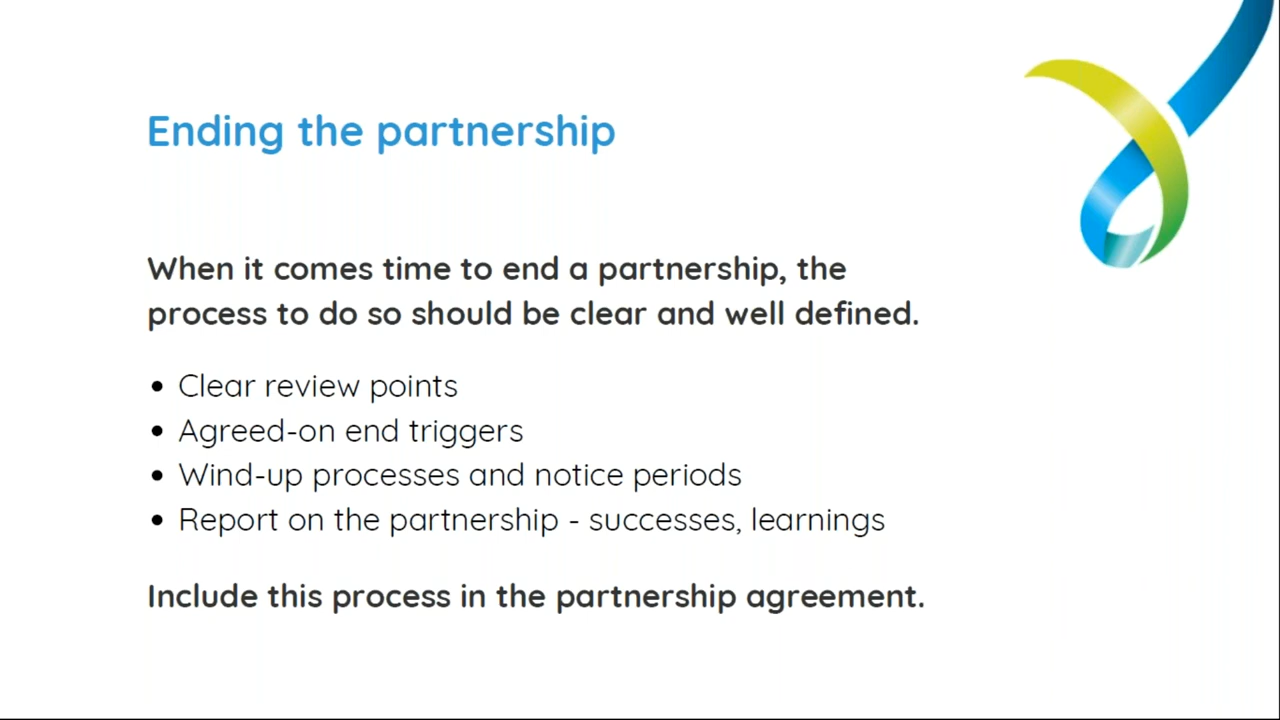 Ending the partnership
When it comes time to end a partnership, the
process to do so should be clear and well defined.
• Clear review points
• Agreed-on end triggers
• Wind-up processes and notice periods
• Report on the partnership - successes, learnings
Include this process in the partnership agreement.